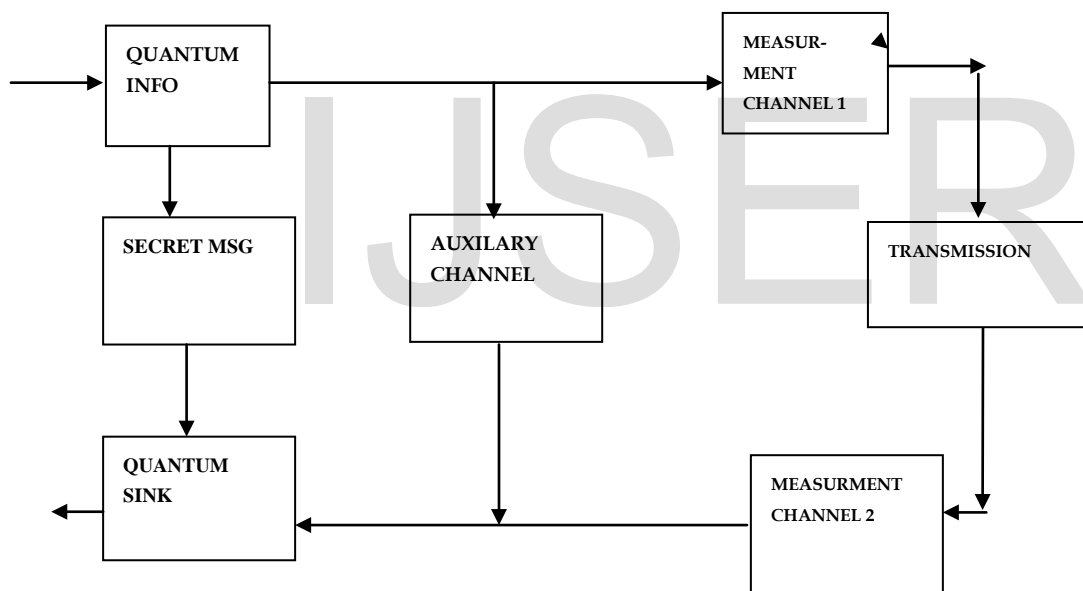 QUANTUM
INFO
MEASUR-
MENT
CHANNEL 1
IJSER
SECRET MSG
AUXILARY
CHANNEL
TRANSMISSION
QUANTUM
SINK
MEASURMENT
CHANNEL 2